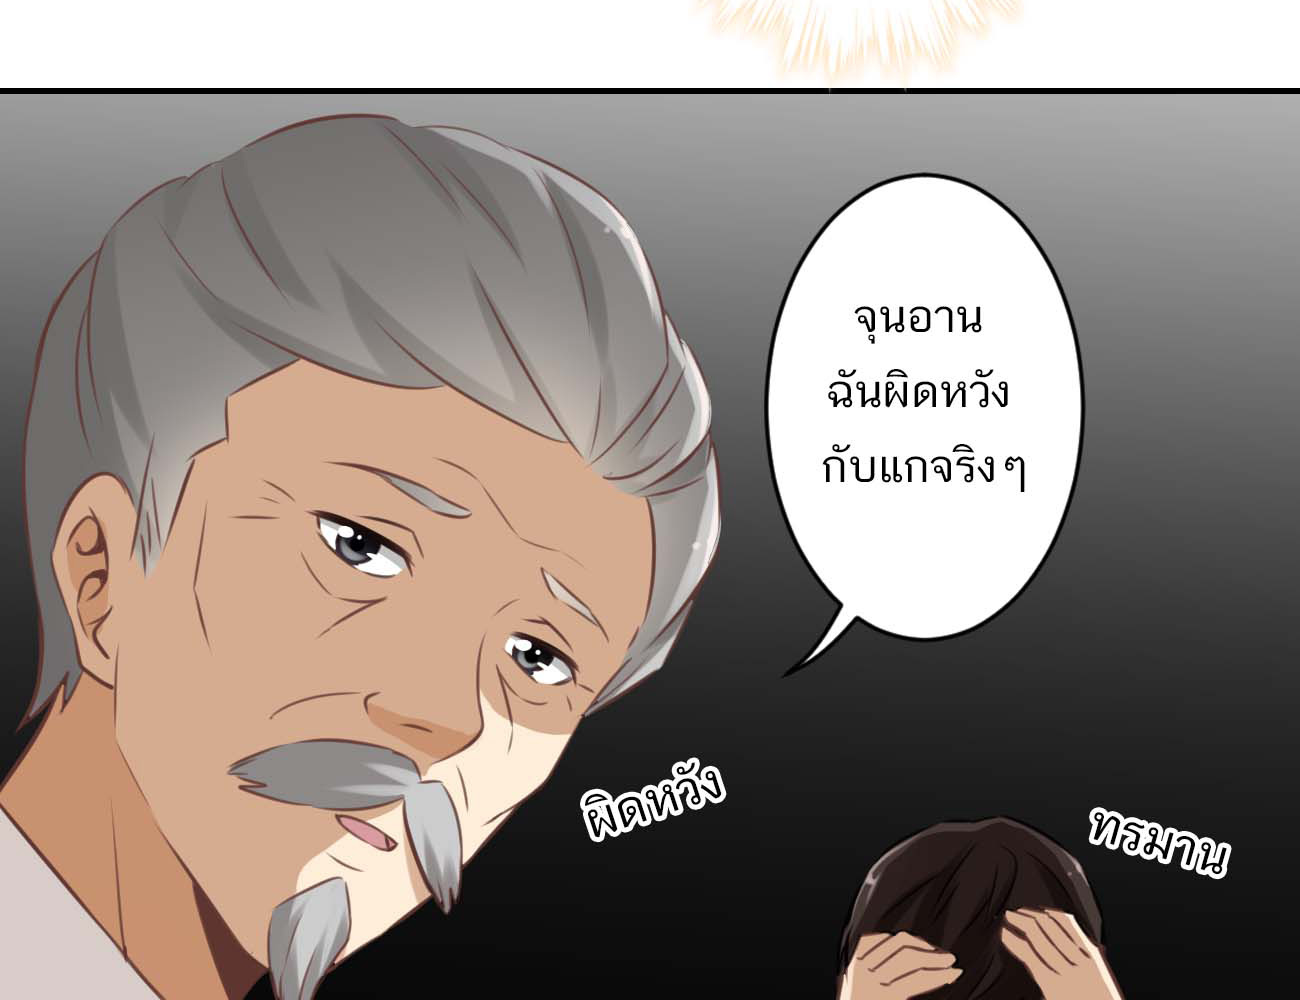 จุนอาน
ฉันผิดหวัง
กับแกจริงๆ
ผิดหวัง
ทรมาน